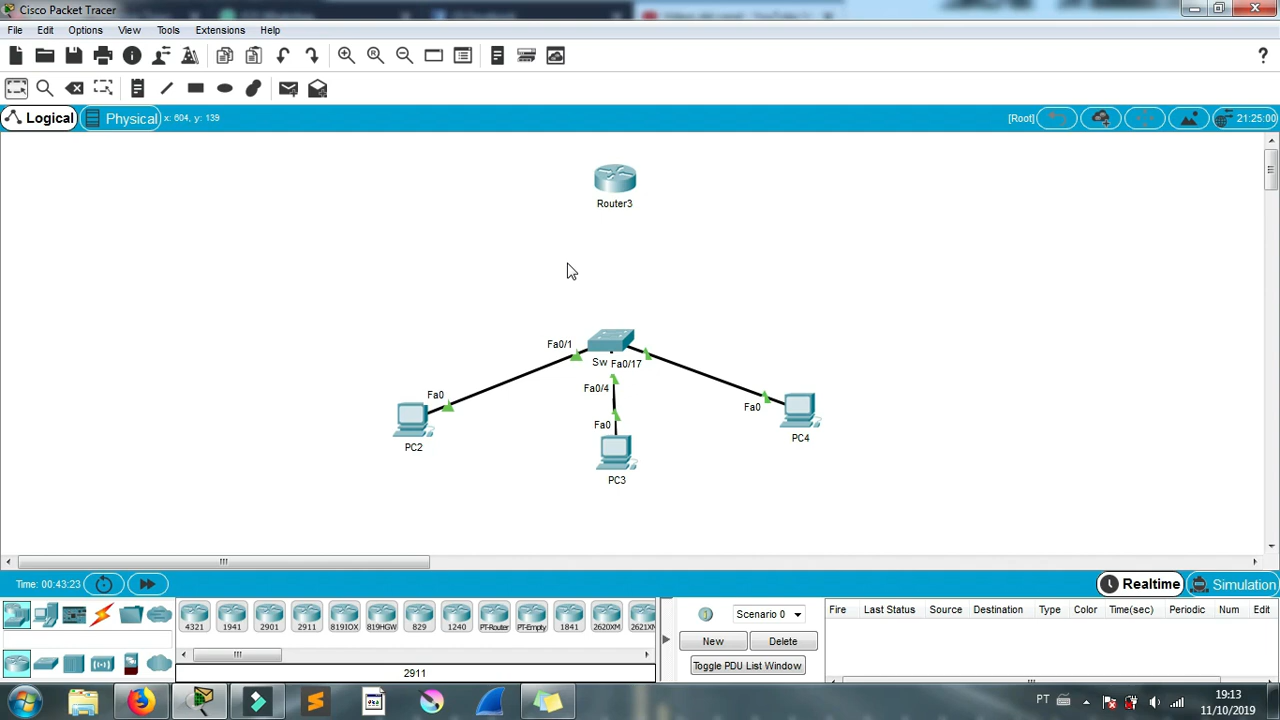 Cisco Packet Tracer
File Edit Options View Tools Extensions Help
?
Logical Physical x: 604, y: 139 [Root] 21:25:00
Router3
Fa0/1
Sw Fa0/17
Fa0/4
Fa0
Fa0
Fa0
PC2
PC4
PC3
Time: 00:43:23 Realtime Simulation
4321 1941 2901 2911 819IOX 819HGW 829 1240 PT-Router PT-Empty 1841 2620XM 2621XM
Scenario 0
Fire Last Status Source Destination Type Color Time(sec) Periodic Num Edit
New Delete
Toggle PDU List Window
2911
PT 19:13
11/10/2019